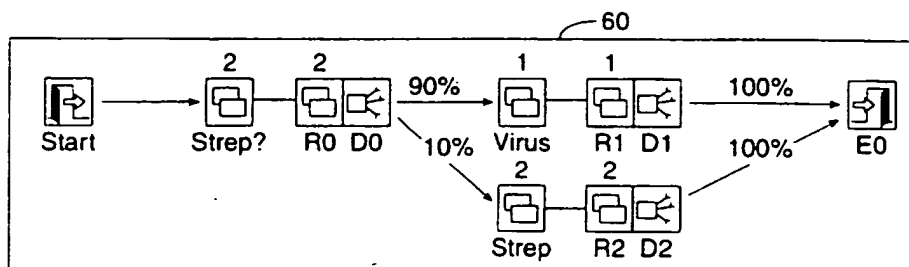 60
2 2 1 1
90% 100%
Start Strep? R0 D0 Virus R1 D1 E0
10% 100%
2 2
Strep R2 D2